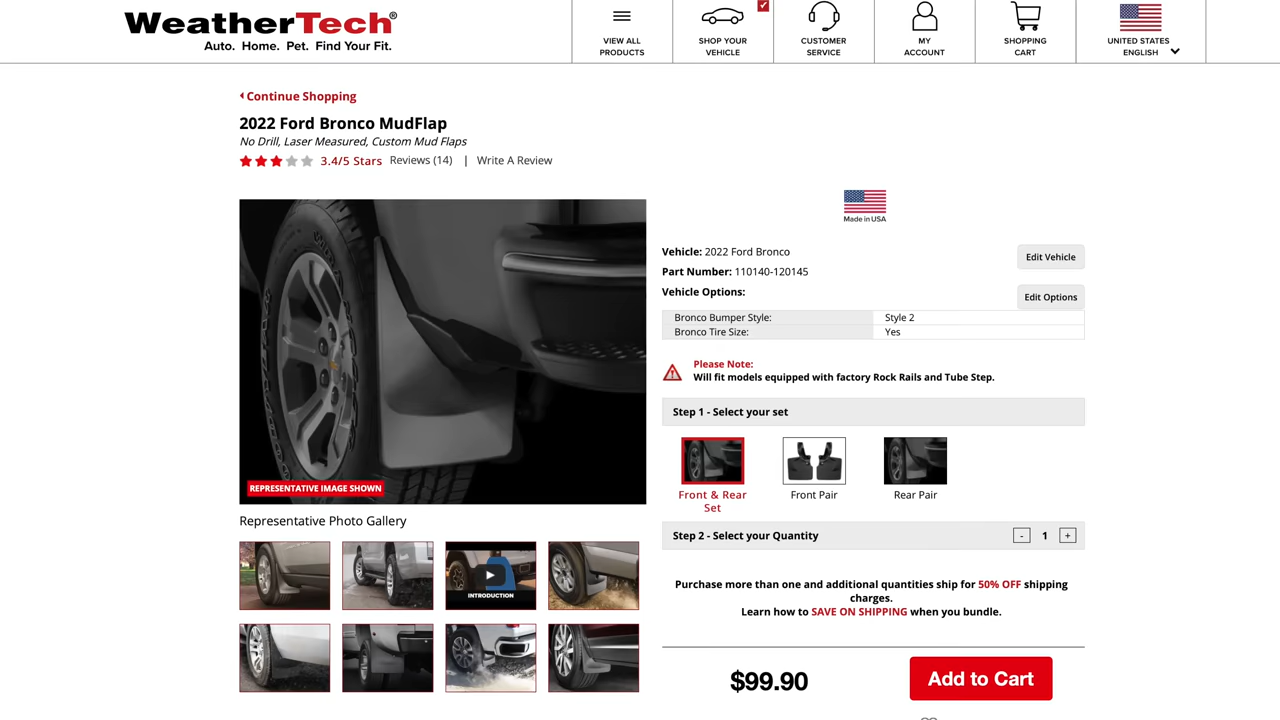 WeatherTech®
Auto. Home. Pet. Find Your Fit.
VIEW ALL
PRODUCTS
SHOP YOUR
VEHICLE
CUSTOMER
SERVICE
MY
ACCOUNT
SHOPPING
CART
UNITED STATES
ENGLISH
Continue Shopping
2022 Ford Bronco MudFlap
No Drill, Laser Measured, Custom Mud Flaps
3.4/5 Stars Reviews (14) | Write A Review
REPRESENTATIVE IMAGE SHOWN
Representative Photo Gallery
INTRODUCTION
Made in USA
Vehicle: 2022 Ford Bronco
Edit Vehicle
Part Number: 110140-120145
Vehicle Options:
Edit Options
Bronco Bumper Style: Style 2
Bronco Tire Size: Yes
Please Note:
Will fit models equipped with factory Rock Rails and Tube Step.
Step 1 - Select your set
Front & Rear
Set
Front Pair
Rear Pair
Step 2 - Select your Quantity - 1 +
Purchase more than one and additional quantities ship for 50% OFF shipping
charges.
Learn how to SAVE ON SHIPPING when you bundle.
$99.90
Add to Cart